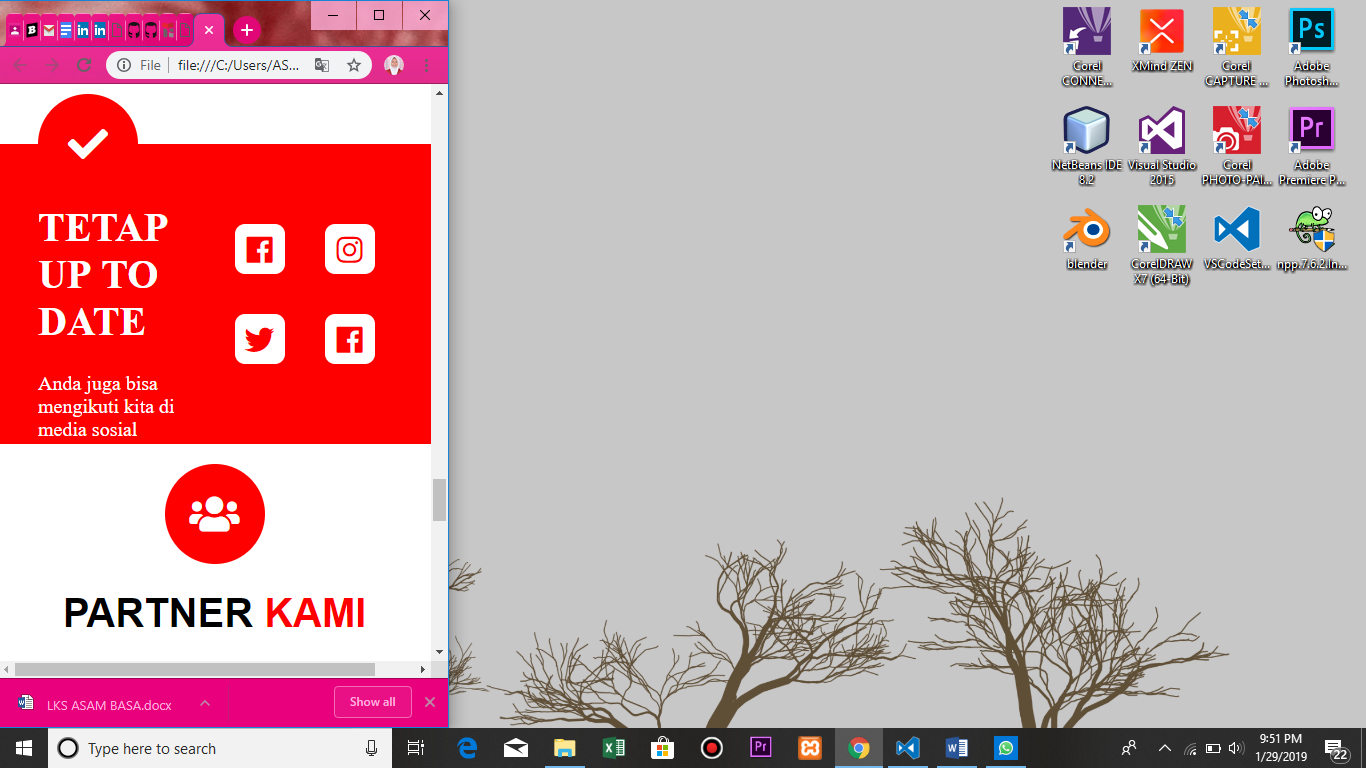 File
file:///C:/Users/AS...
TETAP
UP TO
DATE
Anda juga bisa
mengikuti kita di
media sosial
PARTNER KAMI
LKS ASAM BASA.docx
Show all
Corel
CONNE...
XMind ZEN
Corel
CAPTURE ...
Adobe
Photosh...
NetBeans IDE
8.2
Visual Studio
2015
Corel
PHOTO-PAI...
Adobe
Premiere P...
blender
CorelDRAW
X7 (64-Bit)
VSCodeSet...
npp.7.6.2.In...
Ps
Pr
Type here to search
Pr
9:51 PM
1/29/2019
22